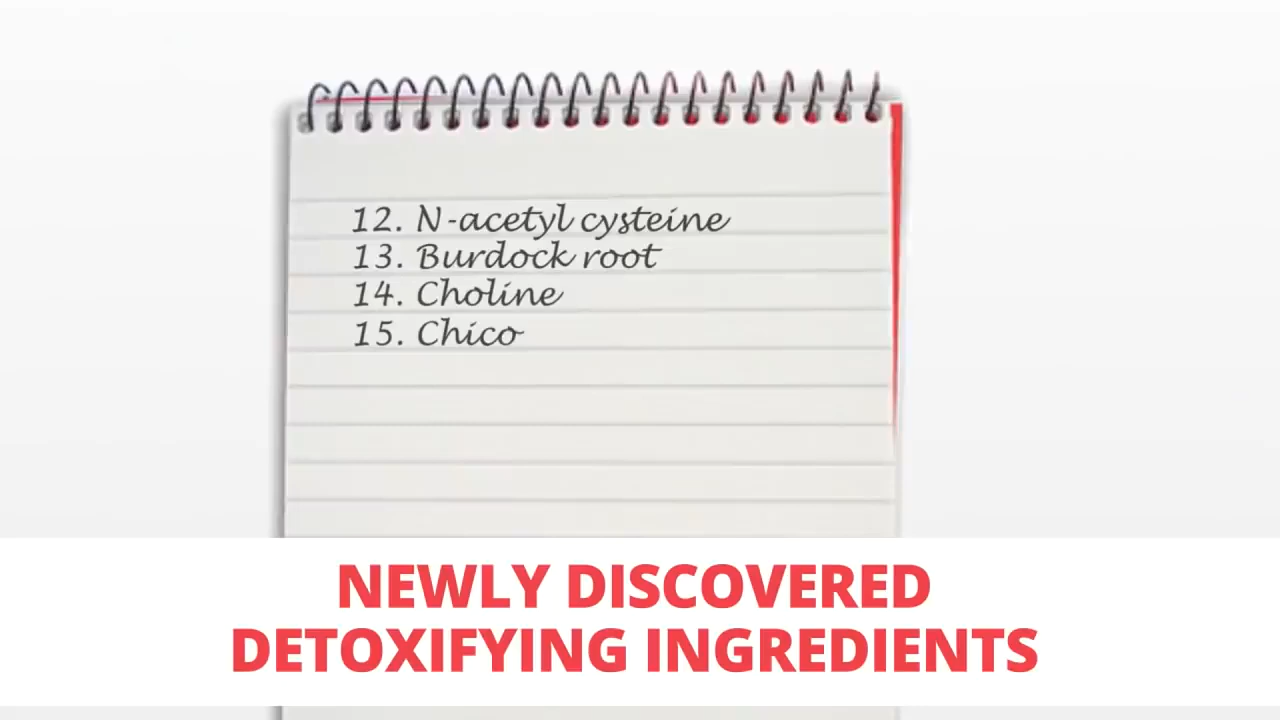 12. N-acetyl cysteine
13. Burdock root
14. Choline
15. Chico
NEWLY DISCOVERED
DETOXIFYING INGREDIENTS